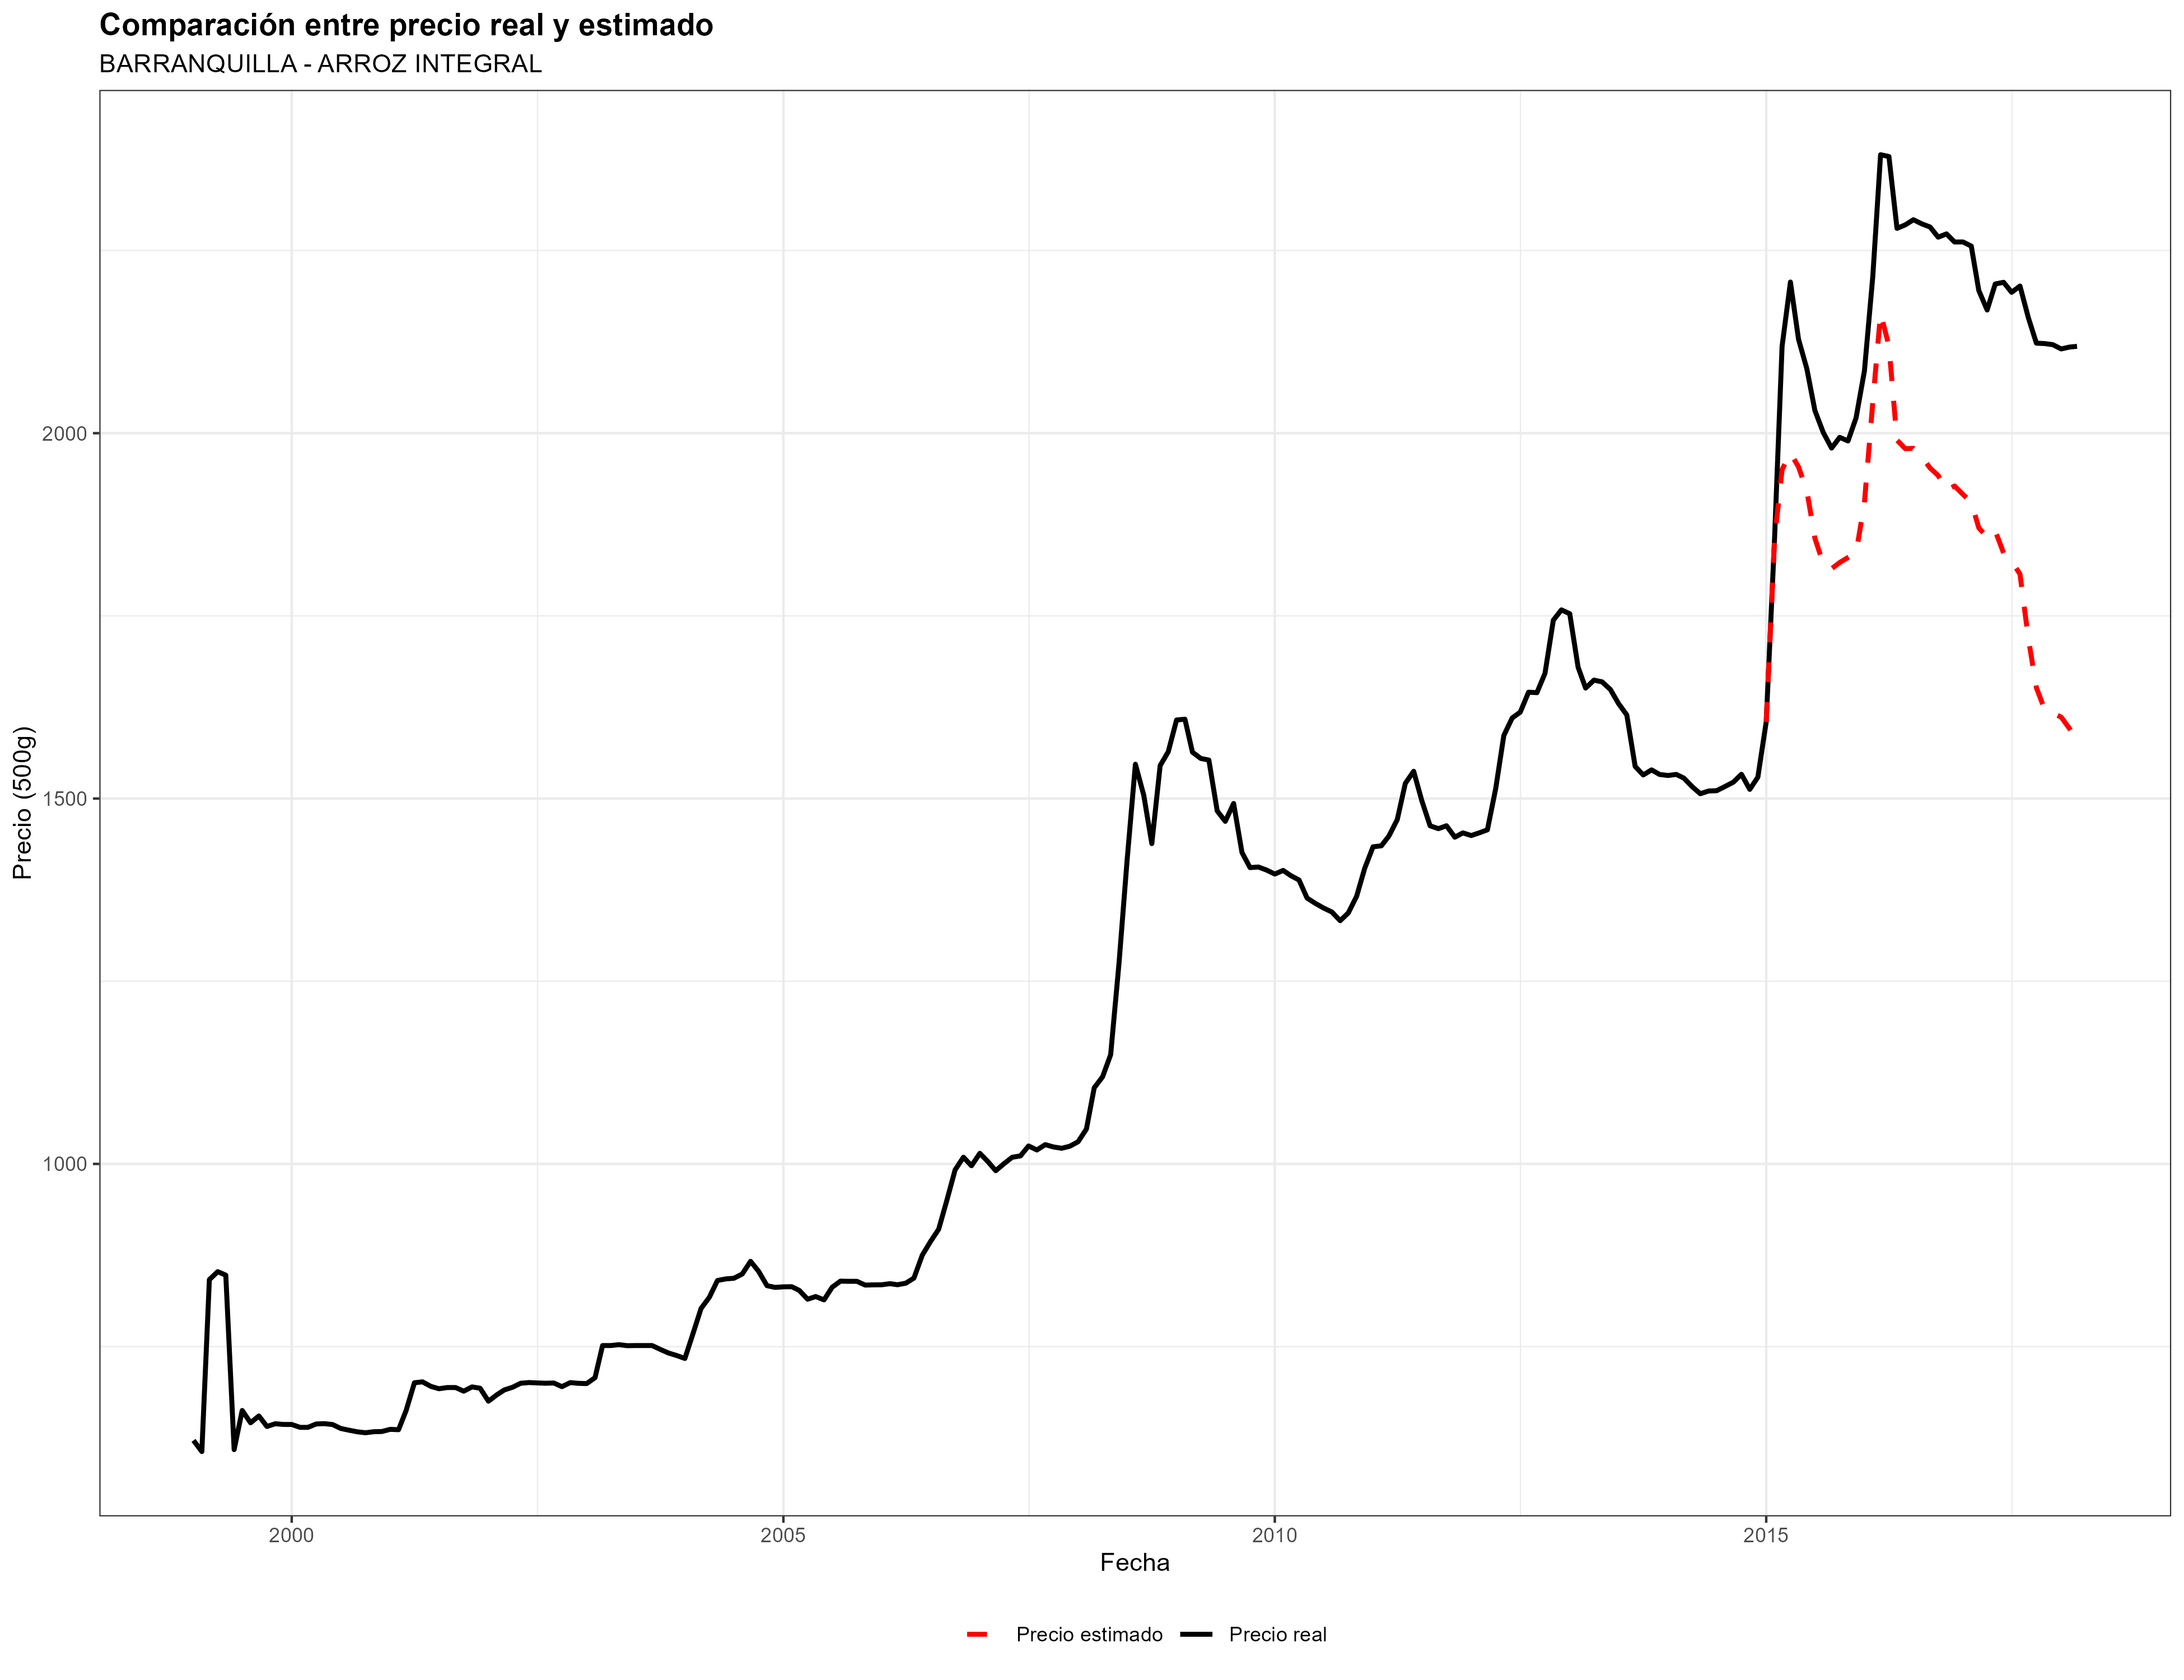 Comparación entre precio real y estimado
BARRANQUILLA - ARROZ INTEGRAL
Precio (500g)
2000
1500
1000
2000
2005
2010
2015
Fecha
Precio estimado
Precio real